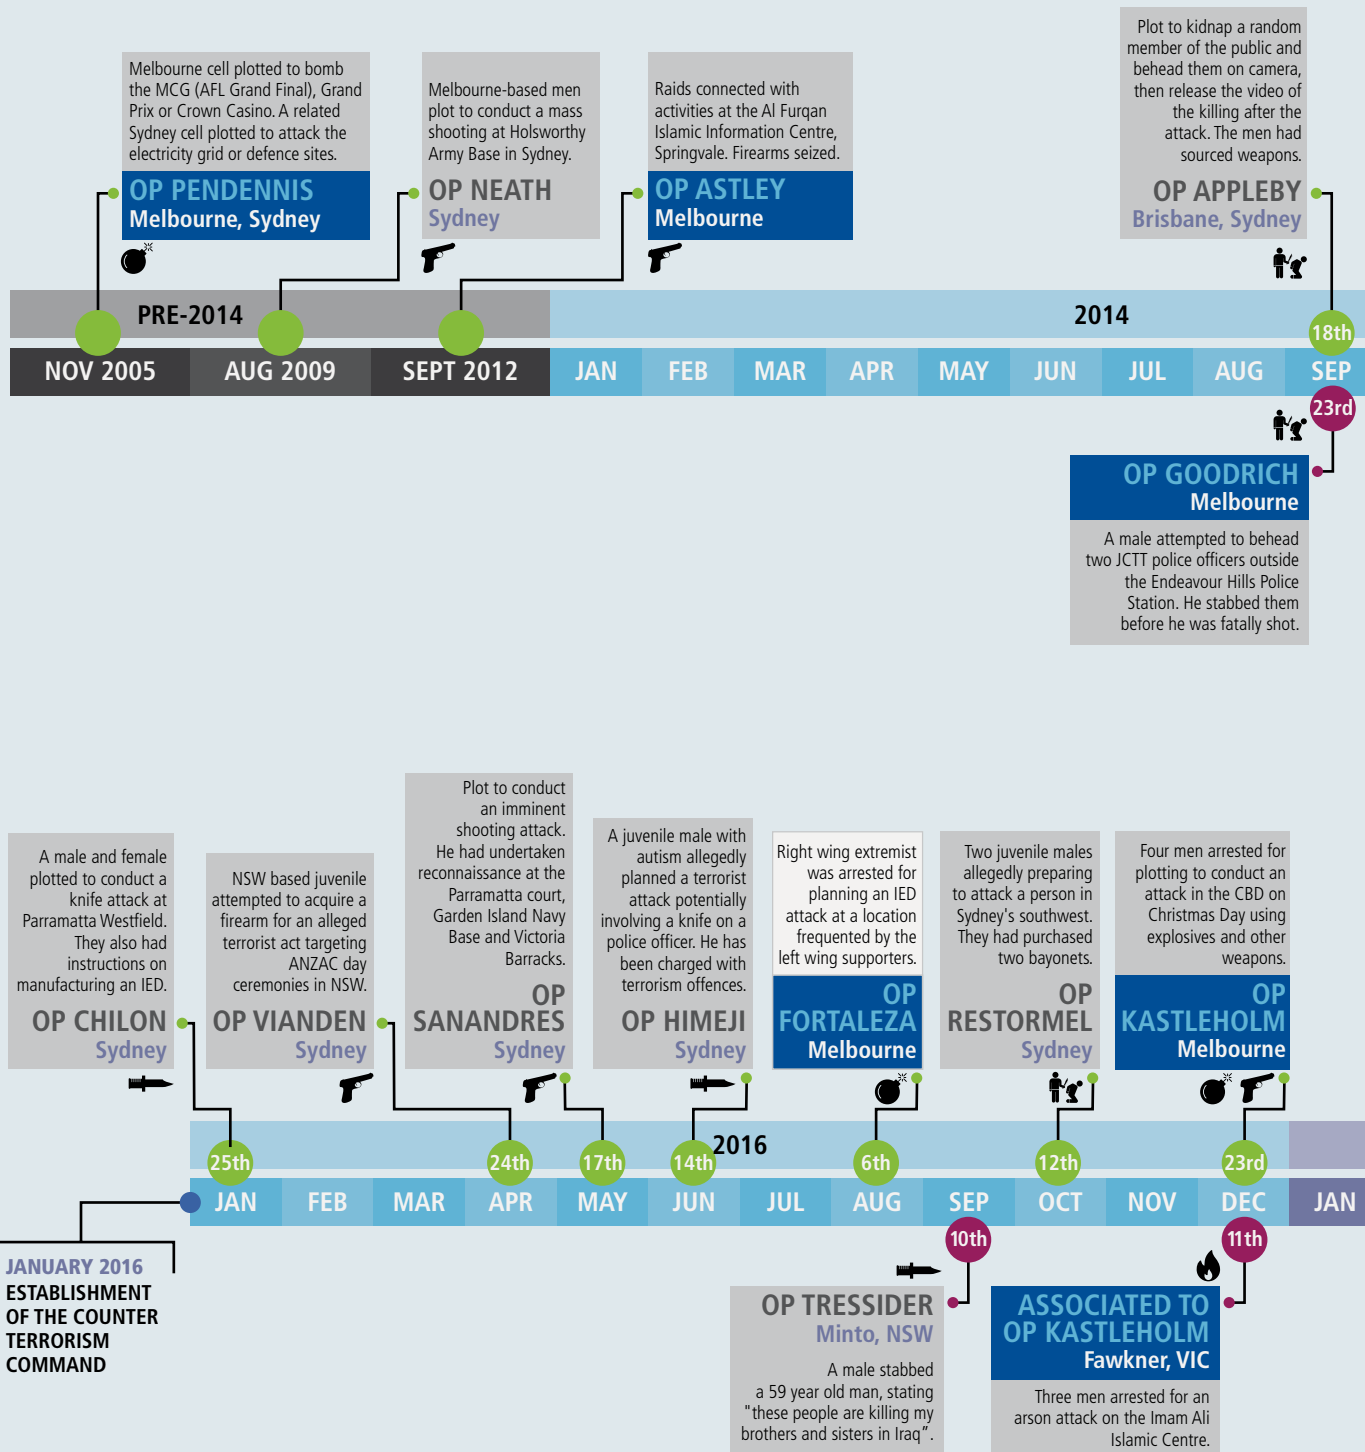 Melbourne cell plotted to bomb
the MCG (AFL Grand Final), Grand
Prix or Crown Casino. A related
Sydney cell plotted to attack the
electricity grid or defence sites.
OP PENDENNIS
Melbourne, Sydney
Melbourne-based men
plot to conduct a mass
shooting at Holsworthy
Army Base in Sydney.
OP NEATH
Sydney
Raids connected with
activities at the Al Furqan
Islamic Information Centre,
Springvale. Firearms seized.
OP ASTLEY
Melbourne
Plot to kidnap a random
member of the public and
behead them on camera,
then release the video of
the killing after the
attack. The men had
sourced weapons.
OP APPLEBY
Brisbane, Sydney
PRE-2014
2014
18th
NOV 2005
AUG 2009
SEPT 2012
JAN
FEB
MAR
APR
MAY
JUN
JUL
AUG
SEP
23rd
OP GOODRICH
Melbourne
A male attempted to behead
two JCTT police officers outside
the Endeavour Hills Police
Station. He stabbed them
before he was fatally shot.
A male and female
plotted to conduct a
knife attack at
Parramatta Westfield.
They also had
instructions on
manufacturing an IED.
OP CHILON
Sydney
NSW based juvenile
attempted to acquire a
firearm for an alleged
terrorist act targeting
ANZAC day
ceremonies in NSW.
OP VIANDEN
Sydney
Plot to conduct
an imminent
shooting attack.
He had undertaken
reconnaissance at the
Parramatta court,
Garden Island Navy
Base and Victoria
Barracks.
OP
SANANDRES
Sydney
A juvenile male with
autism allegedly
planned a terrorist
attack potentially
involving a knife on a
police officer. He has
been charged with
terrorism offences.
OP HIMEJI
Sydney
Right wing extremist
was arrested for
planning an IED
attack at a location
frequented by the
left wing supporters.
OP
FORTALEZA
Melbourne
Two juvenile males
allegedly preparing
to attack a person in
Sydney's southwest.
They had purchased
two bayonets.
OP
RESTORMEL
Sydney
Four men arrested for
plotting to conduct an
attack in the CBD on
Christmas Day using
explosives and other
weapons.
OP
KASTLEHOLM
Melbourne
2016
25th
24th
17th
14th
6th
12th
23rd
JAN
FEB
MAR
APR
MAY
JUN
JUL
AUG
SEP
OCT
NOV
DEC
JAN
10th
11th
JANUARY 2016
ESTABLISHMENT
OF THE COUNTER
TERRORISM
COMMAND
OP TRESSIDER
Minto, NSW
A male stabbed
a 59 year old man, stating
"these people are killing my
brothers and sisters in Iraq".
ASSOCIATED TO
OP KASTLEHOLM
Fawkner, VIC
Three men arrested for an
arson attack on the Imam Ali
Islamic Centre.